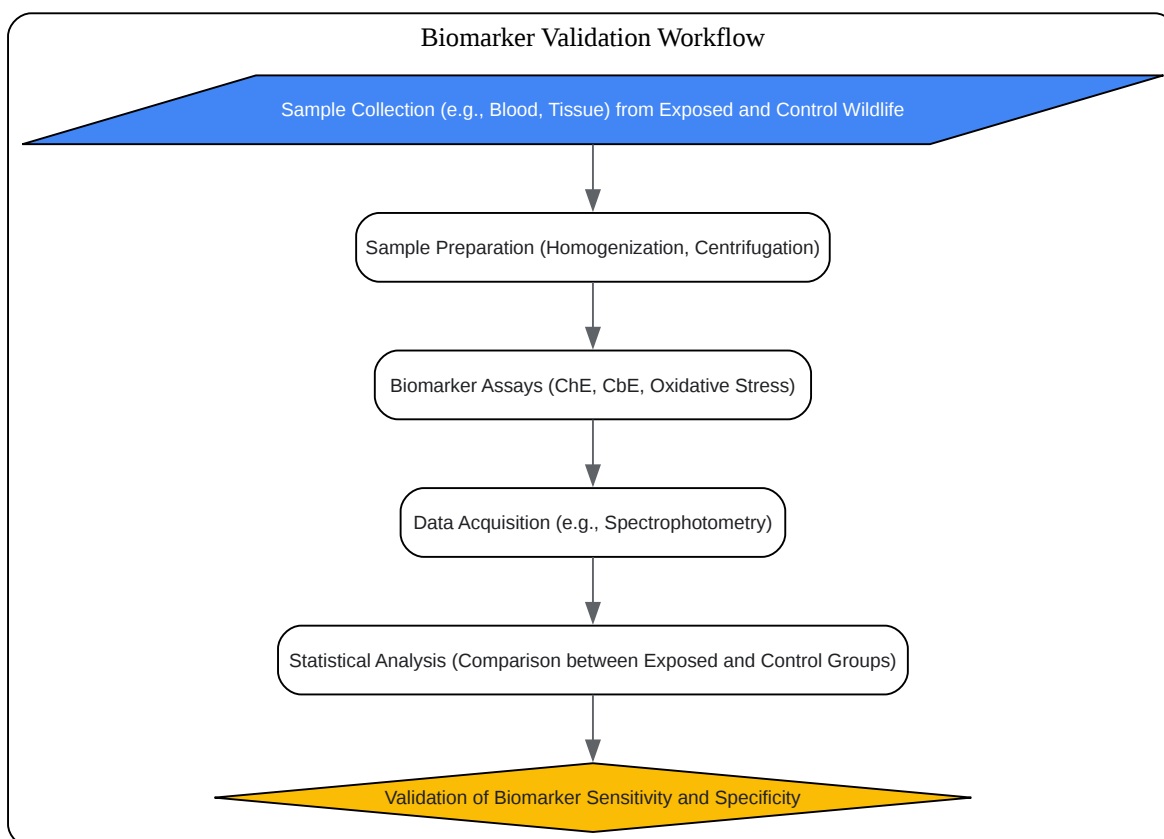 Biomarker Validation Workflow
Sample Collection (e.g., Blood, Tissue) from Exposed and Control Wildlife
Sample Preparation (Homogenization, Centrifugation)
Biomarker Assays (ChE, CbE, Oxidative Stress)
Data Acquisition (e.g., Spectrophotometry)
Statistical Analysis (Comparison between Exposed and Control Groups)
Validation of Biomarker Sensitivity and Specificity